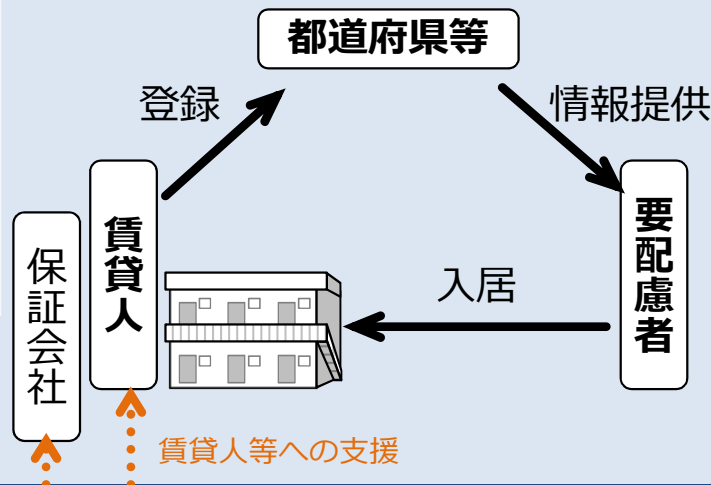 都道府県等
登録
情報提供
賃貸人
保証会社
要配慮者
入居
賃貸人等への支援